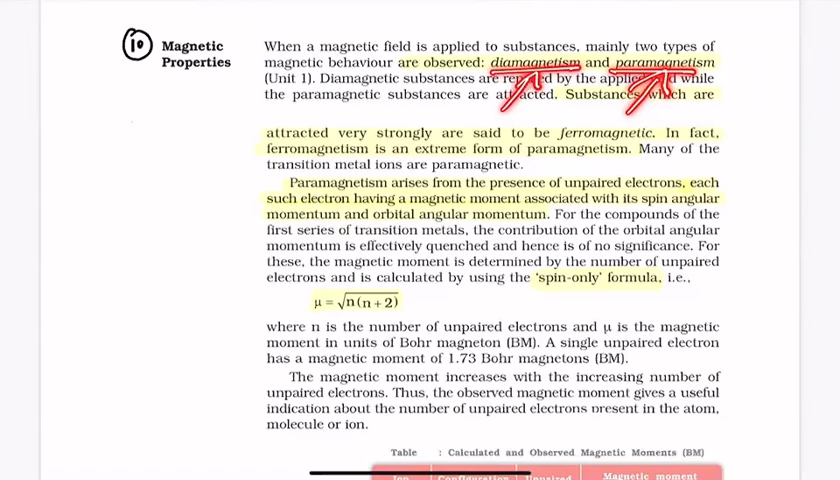 10
Magnetic
Properties
When a magnetic field is applied to substances, mainly two types of
magnetic behaviour are observed: diamagnetism and paramagnetism
(Unit 1). Diamagnetic substances are by the while
the paramagnetic substances are attracted. Substances which are
attracted very strongly are said to be ferromagnetic. In fact,
ferromagnetism is an extreme form of paramagnetism. Many of the
transition metal ions are paramagnetic.
Paramagnetism arises from the presence of unpaired electrons, each
such electron having a magnetic moment associated with its spin angular
momentum and orbital angular momentum. For the compounds of the
first series of transition metals, the contribution of the orbital angular
momentum is effectively quenched and hence is of no significance. For
these, the magnetic moment is determined by the number of unpaired
electrons and is calculated by using the ‘spin-only’ formula, i.e.,
μ = √n(n + 2)
where n is the number of unpaired electrons and μ is the magnetic
moment in units of Bohr magneton (BM). A single unpaired electron
has a magnetic moment of 1.73 Bohr magnetons (BM).
The magnetic moment increases with the increasing number of
unpaired electrons. Thus, the observed magnetic moment gives a useful
indication about the number of unpaired electrons present in the atom,
molecule or ion.
Table : Calculated and Observed Magnetic Moments (BM)
Ion Configuration Unpaired Magnetic moment